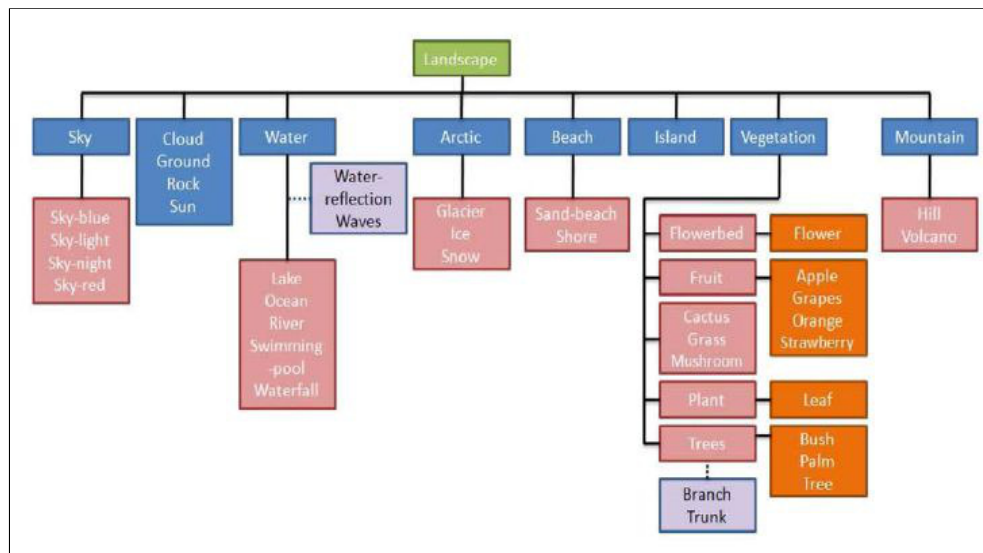 Landscape
Sky
Cloud
Ground
Rock
Sun
Water
Arctic
Beach
Island
Vegetation
Mountain
Sky-blue
Sky-light
Sky-night
Sky-red
Water-
reflection
Waves
Lake
Ocean
River
Swimming
-pool
Waterfall
Glacier
Ice
Snow
Sand-beach
Shore
Flowerbed
Flower
Fruit
Apple
Grapes
Orange
Strawberry
Cactus
Grass
Mushroom
Plant
Leaf
Trees
Bush
Palm
Tree
Branch
Trunk
Hill
Volcano